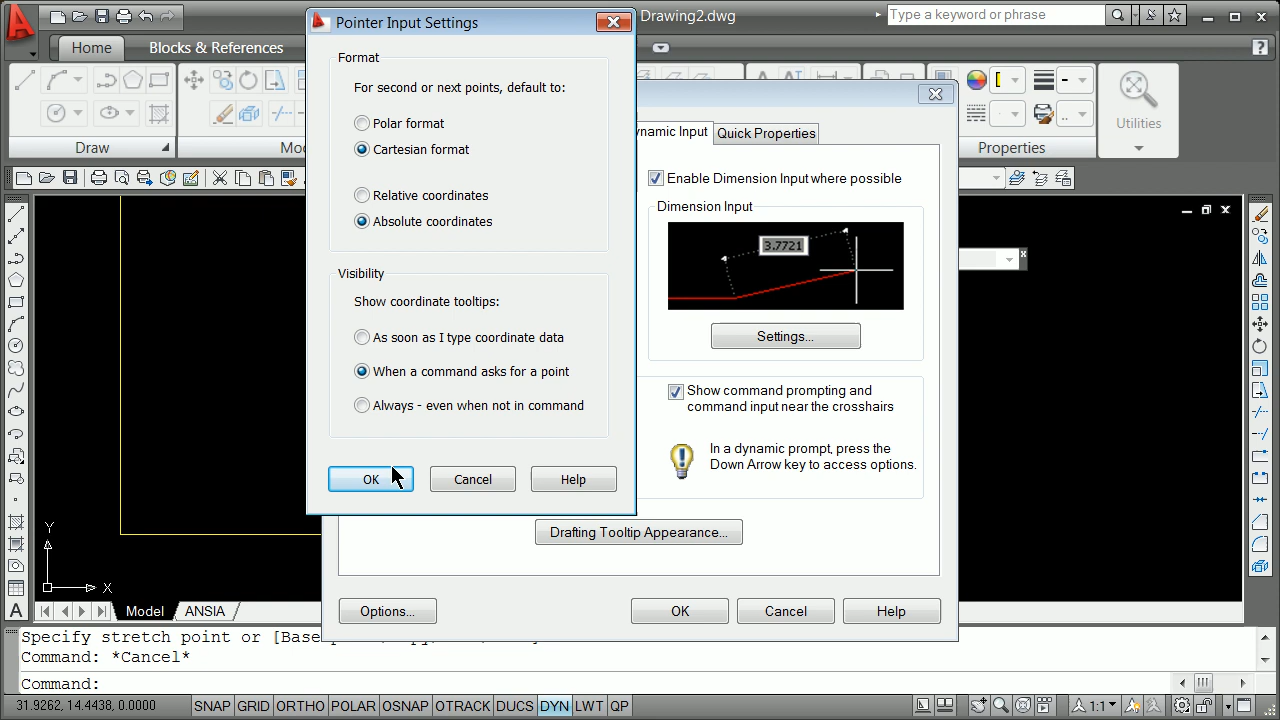 Pointer Input Settings
Drawing2.dwg
Type a keyword or phrase
Home
Blocks & References
Draw
Properties
Utilities
Format
or second or next points, default to:
Polar format
Cartesian format
Relative coordinates
Absolute coordinates
Visibility
Show coordinate tooltips:
As soon as I type coordinate data
When a command asks for a point
Always - even when not in command
OK
Cancel
Help
namic Input
Quick Properties
Enable Dimension Input where possible
Dimension Input
3.7721
Settings...
Show command prompting and
command input near the crosshairs
In a dynamic prompt, press the
Down Arrow key to access options.
Drafting Tooltip Appearance...
Options...
OK
Cancel
Help
Y
X
Model
ANSIA
Specify stretch point or [Base
Command: *Cancel*
Command:
31.9262, 14.4438, 0.0000
SNAP
GRID
ORTHO
POLAR
OSNAP
OTRACK
DUCS
DYN
LWT
QP
1:1